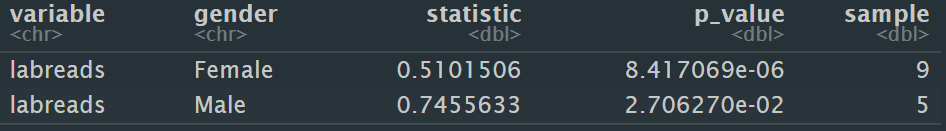 variable gender statistic p_value sample
<chr> <chr> <dbl> <dbl> <dbl>
labreads Female 0.5101506 8.417069e-06 9
labreads Male 0.7455633 2.706270e-02 5